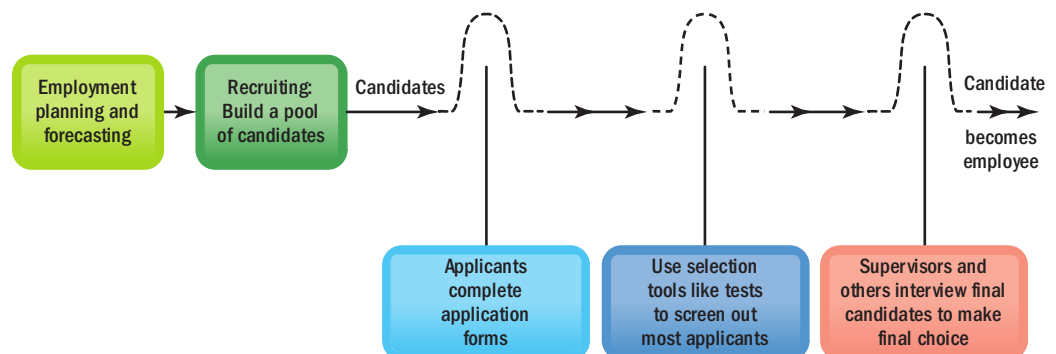 Employment
planning and
forecasting
Recruiting:
Build a pool
of candidates
Candidates
Candidate
becomes
employee
Applicants
complete
application
forms
Use selection
tools like tests
to screen out
most applicants
Supervisors and
others interview final
candidates to make
final choice